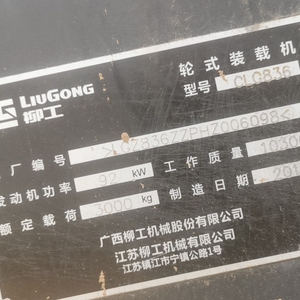 LIUGONG
柳工
轮式装载机
型号 CLG836
厂编号
发动机功率 92 kW 工作质量 1030
额定载荷 3000 kg 制造日期 201
广西柳工机械股份有限公司
江苏柳工机械有限公司
江苏镇江市宁镇公路1号